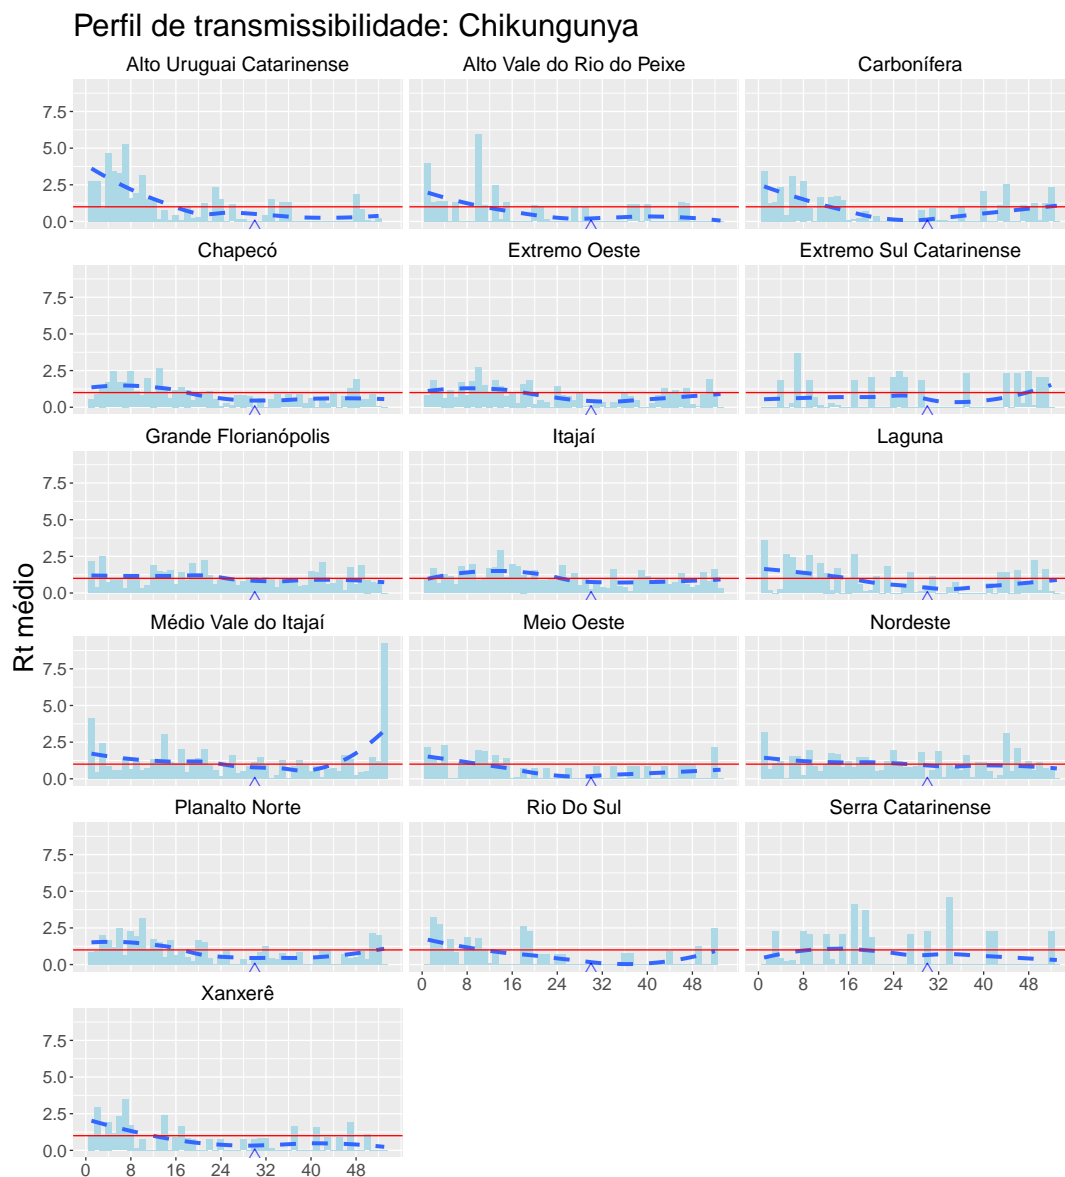 Perfil de transmissibilidade: Chikungunya
Alto Uruguai Catarinense
Alto Vale do Rio do Peixe
Carbonífera
7.5
5.0
2.5
0.0
Chapecó
Extremo Oeste
Extremo Sul Catarinense
7.5
5.0
2.5
0.0
Grande Florianópolis
Itajaí
Laguna
7.5
5.0
2.5
0.0
Rt médio
Médio Vale do Itajaí
Meio Oeste
Nordeste
7.5
5.0
2.5
0.0
Planalto Norte
Rio Do Sul
Serra Catarinense
7.5
5.0
2.5
0.0
0 8 16 24 32 40 48
0 8 16 24 32 40 48
Xanxerê
7.5
5.0
2.5
0.0
0 8 16 24 32 40 48